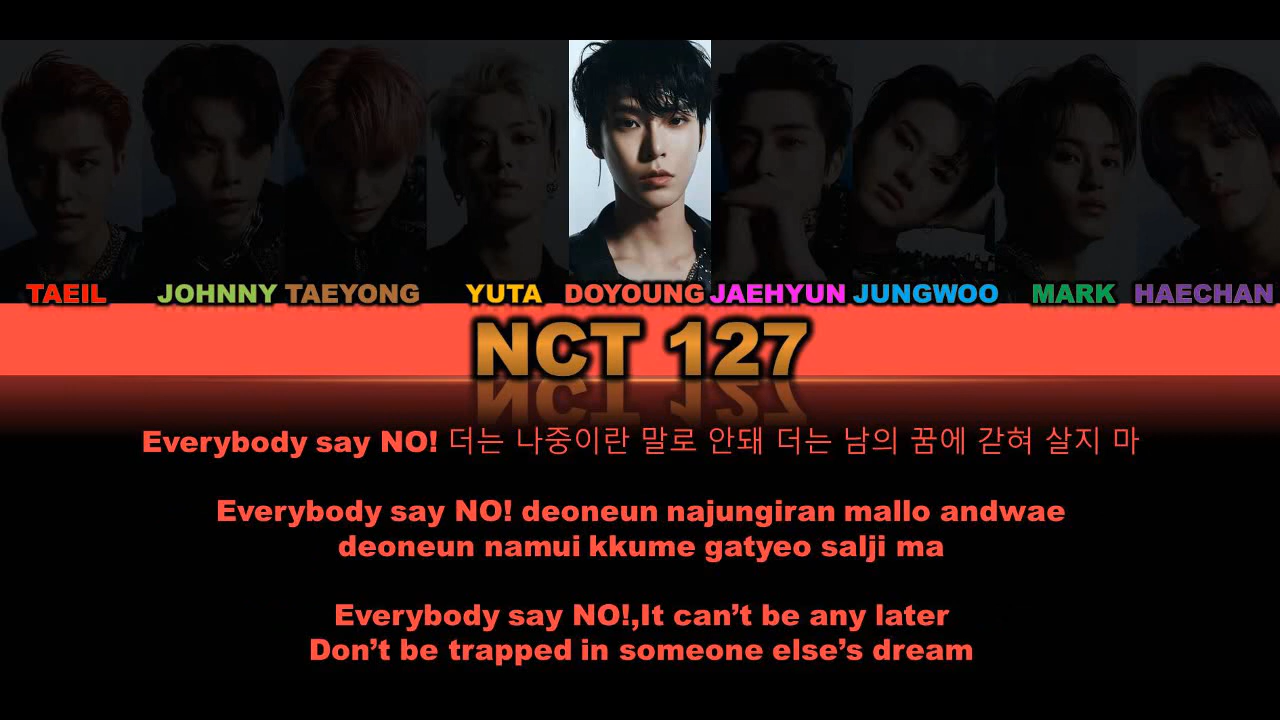 TAEIL JOHNNY TAEYONG YUTA DOYOUNG JAEHYUN JUNGWOO MARK HAECHAN
NCT 127
Everybody say NO! 더는 나중이란 말로 안돼 더는 남의 꿈에 갇혀 살지 마
Everybody say NO! deoneun najungiran mallo andwae
deoneun namui kkume gatyeo salji ma
Everybody say NO!,It can’t be any later
Don’t be trapped in someone else’s dream